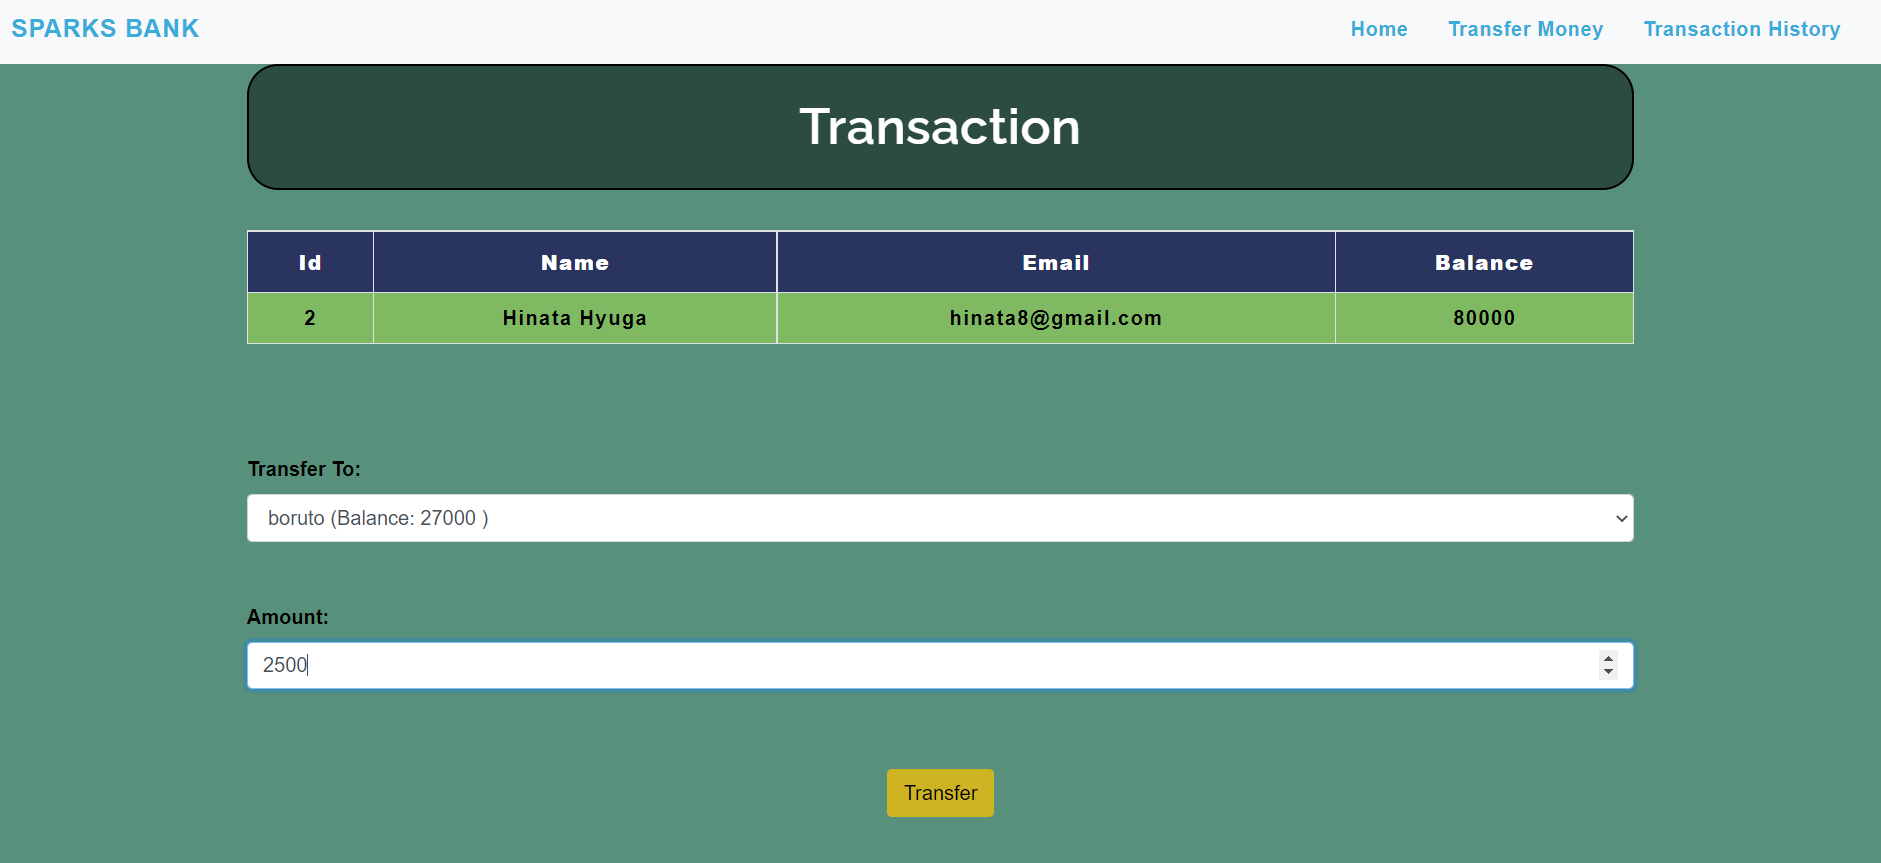 SPARKS BANK Home Transfer Money Transaction History
Transaction
Id Name Email Balance
2 Hinata Hyuga hinata8@gmail.com 80000
Transfer To:
boruto (Balance: 27000 )
Amount:
2500
Transfer